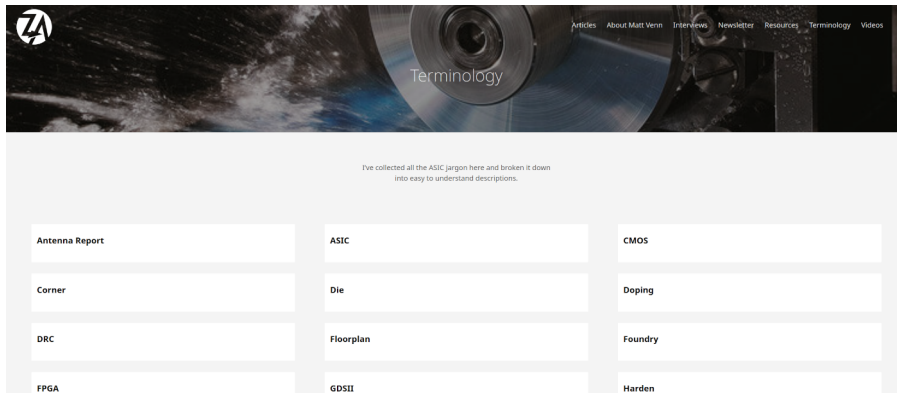 ZA
Articles About Matt Venn Interviews Newsletter Resources Terminology Videos
Terminology
I've collected all the ASIC jargon here and broken it down
into easy to understand descriptions.
Antenna Report ASIC CMOS
Corner Die Doping
DRC Floorplan Foundry
FPGA GDSII Harden